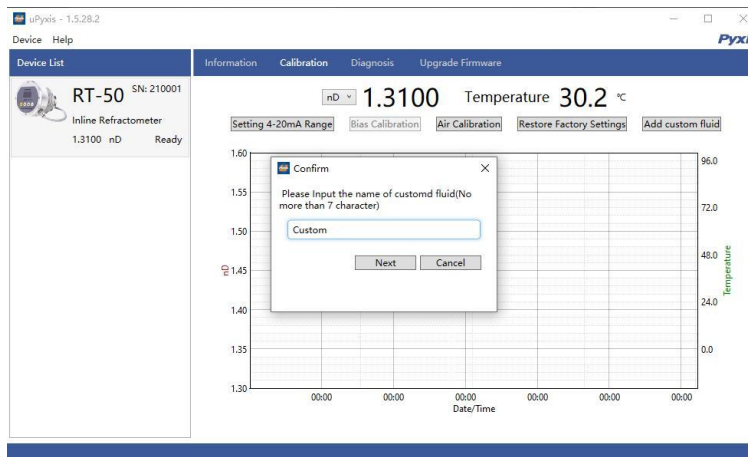 uPyxis - 1.5.28.2
Device Help
Device List
RT-50 SN: 210001
Inline Refractometer
1.3100 nD Ready
Information Calibration Diagnosis Upgrade Firmware
nD 1.3100 Temperature 30.2 ℃
Setting 4-20mA Range Bias Calibration Air Calibration Restore Factory Settings Add custom fluid
Confirm
Please Input the name of customd fluid(No
more than 7 character)
Custom
Next Cancel
nD
1.60
1.55
1.50
1.45
1.40
1.35
1.30
96.0
72.0
48.0
24.0
0.0
Temperature
00:00 00:00 00:00 00:00 00:00 00:00
Date/Time